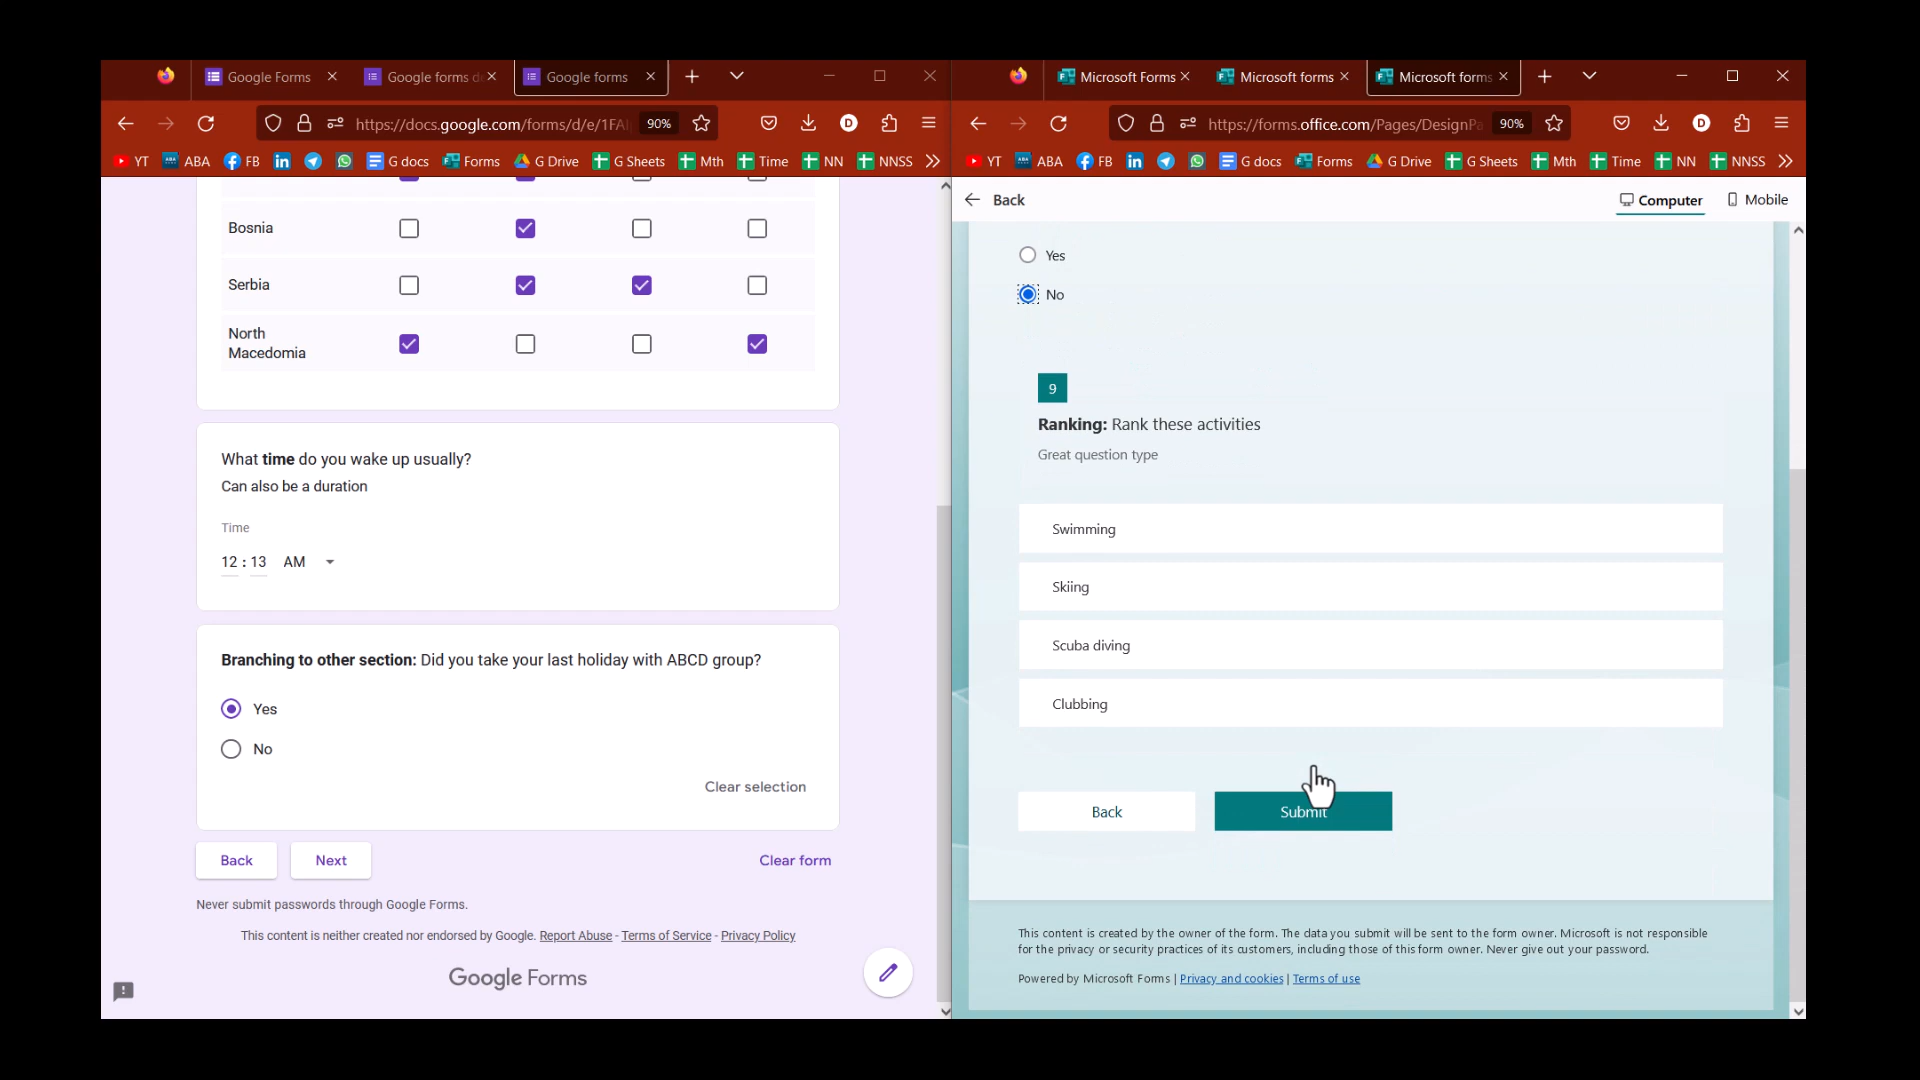 Google Forms
Google forms d
Google forms
Microsoft Forms
Microsoft forms
Microsoft forms
https://docs.google.com/forms/d/e/1FAI
90%
https://forms.office.com/Pages/DesignPa
90%
YT
ABA
FB
G docs
Forms
G Drive
G Sheets
Mth
Time
NN
NNSS
YT
ABA
FB
G docs
Forms
G Drive
G Sheets
Mth
Time
NN
NNSS
Bosnia
Serbia
North
Macedomia
What time do you wake up usually?
Can also be a duration
Time
12 : 13 AM
Branching to other section: Did you take your last holiday with ABCD group?
Yes
No
Clear selection
Back
Next
Clear form
Never submit passwords through Google Forms.
This content is neither created nor endorsed by Google. Report Abuse - Terms of Service - Privacy Policy
Google Forms
Back
Computer
Mobile
Yes
No
9
Ranking: Rank these activities
Great question type
Swimming
Skiing
Scuba diving
Clubbing
Back
Submit
This content is created by the owner of the form. The data you submit will be sent to the form owner. Microsoft is not responsible
for the privacy or security practices of its customers, including those of this form owner. Never give out your password.
Powered by Microsoft Forms | Privacy and cookies | Terms of use